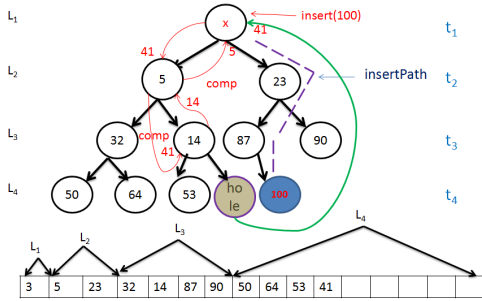 L1 x insert(100) t1
41
41 5
L2 5 comp 23 insertPath t2
14
L3 32 comp 14 87 90 t3
41
L4 50 64 53 ho 100 t4
le
L1 L2 L3 L4
3 5 23 32 14 87 90 50 64 53 41